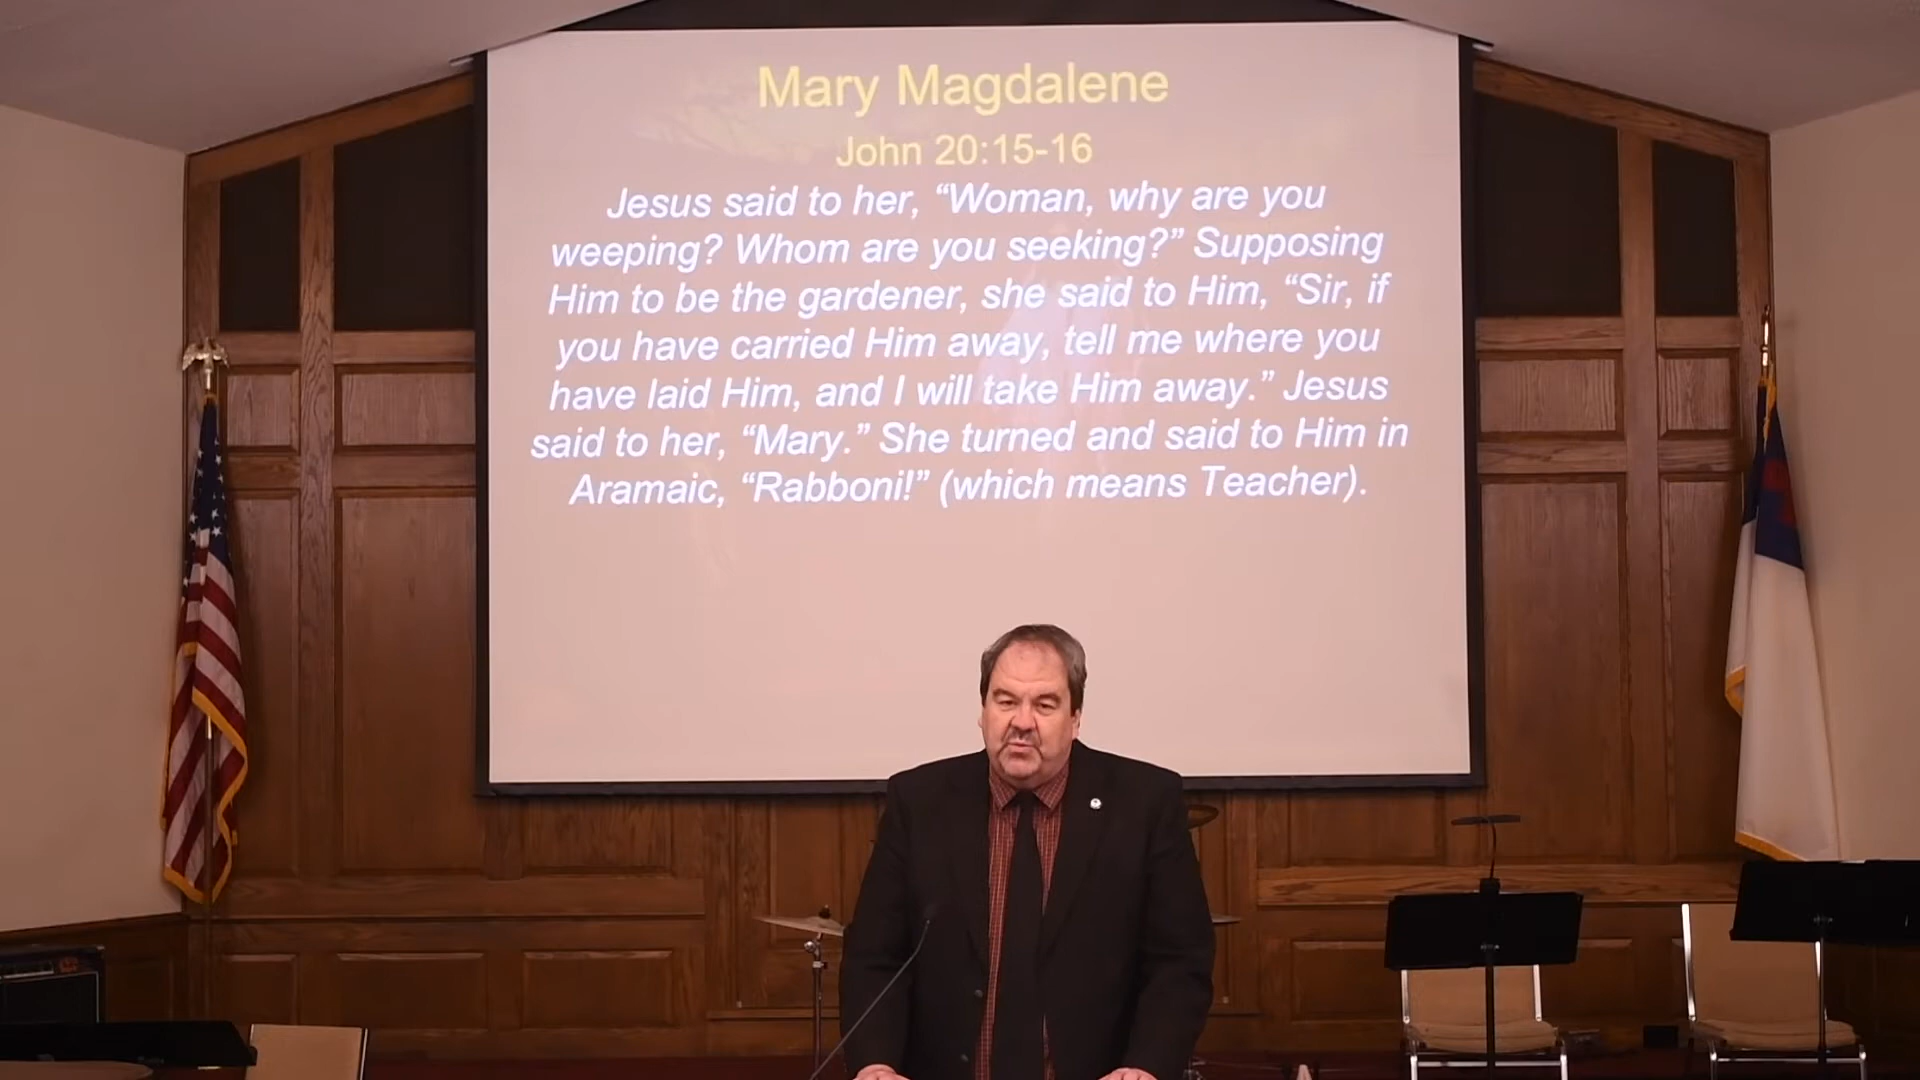 Mary Magdalene
John 20:15-16
Jesus said to her, “Woman, why are you
weeping? Whom are you seeking?” Supposing
Him to be the gardener, she said to Him, “Sir, if
you have carried Him away, tell me where you
have laid Him, and I will take Him away.” Jesus
said to her, “Mary.” She turned and said to Him in
Aramaic, “Rabboni!” (which means Teacher).